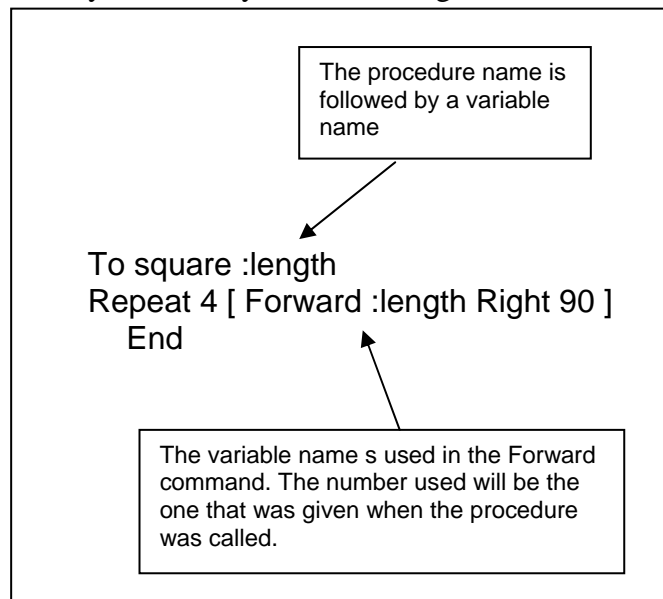 The procedure name is
followed by a variable
name
To square :length
Repeat 4 [ Forward :length Right 90 ]
End
The variable name s used in the Forward
command. The number used will be the
one that was given when the procedure
was called.